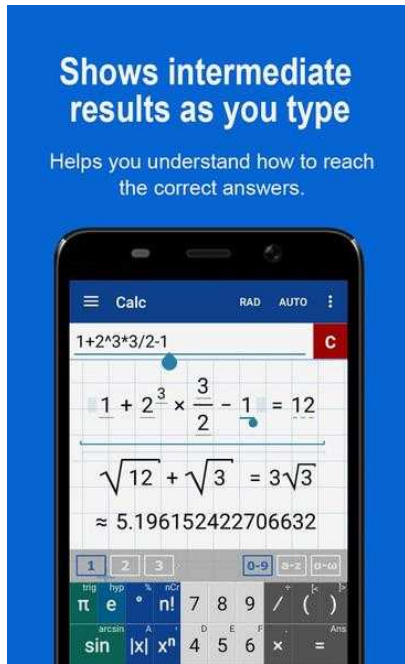 Shows intermediate
results as you type
Helps you understand how to reach
the correct answers.
Calc RAD AUTO
1+2^3*3/2-1 C
1 + 2^3 × 3/2 − 1 = 12
√12 + √3 = 3√3
≈ 5.196152422706632
1 2 3 0-9 a-z α-ω
trig hyp % nCr ÷ [< >]
π e ° n! 7 8 9 / ( )
arcsin A ' D E F . Ans
sin |x| xⁿ 4 5 6 × =